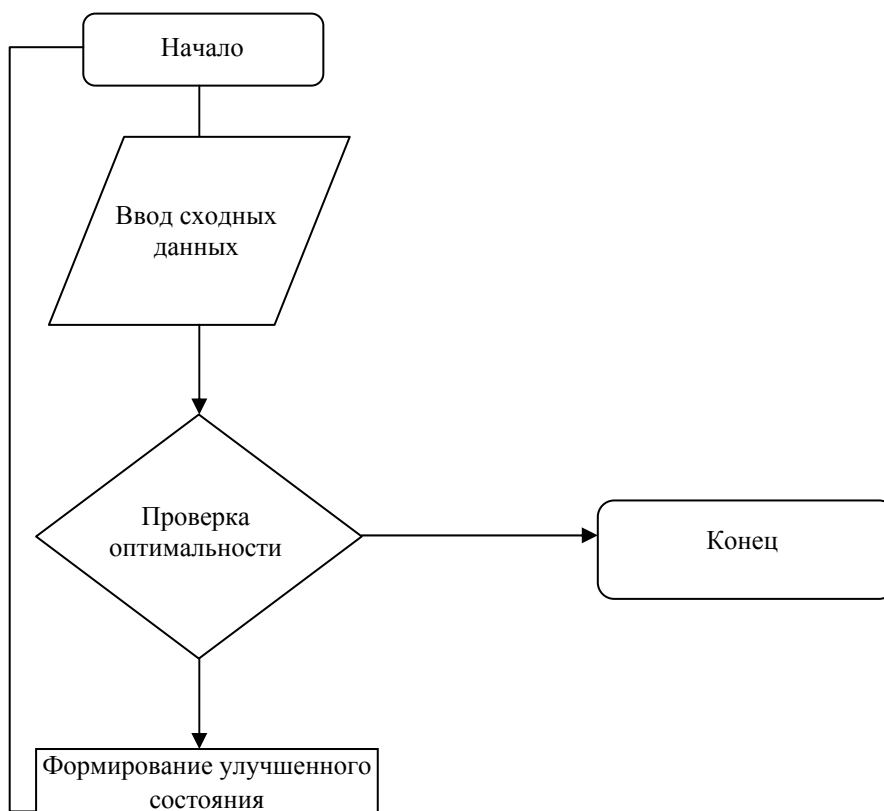 Начало
Ввод сходных
данных
Проверка
оптимальности
Конец
Формирование улучшенного
состояния